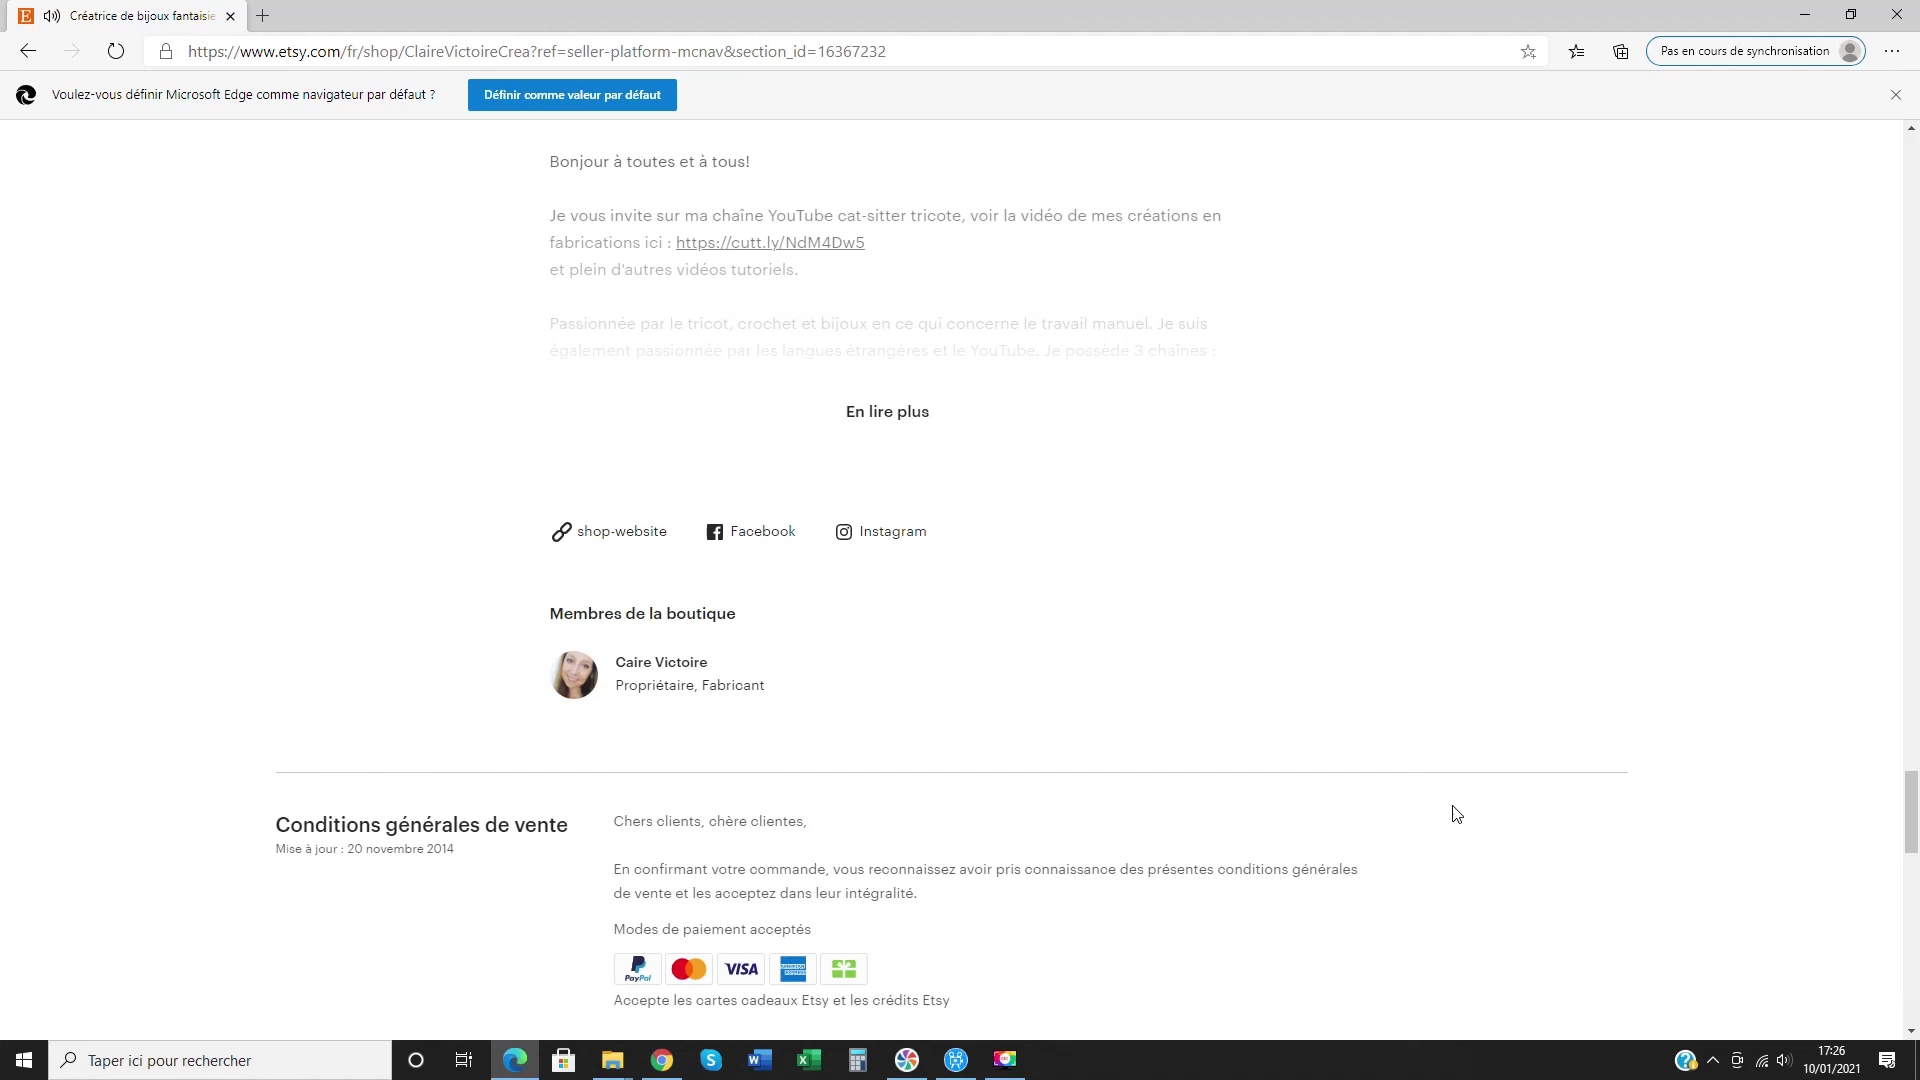 Créatrice de bijoux fantaisie
https://www.etsy.com/fr/shop/ClaireVictoireCrea?ref=seller-platform-mcnav&section_id=16367232
Pas en cours de synchronisation
Voulez-vous définir Microsoft Edge comme navigateur par défaut ?
Définir comme valeur par défaut
Bonjour à toutes et à tous!
Je vous invite sur ma chaîne YouTube cat-sitter tricote, voir la vidéo de mes créations en
fabrications ici : https://cutt.ly/NdM4Dw5
et plein d'autres vidéos tutoriels.
Passionnée par le tricot, crochet et bijoux en ce qui concerne le travail manuel. Je suis
également passionnée par les langues étrangères et le YouTube. Je possède 3 chaînes :
En lire plus
shop-website
Facebook
Instagram
Membres de la boutique
Caire Victoire
Propriétaire, Fabricant
Conditions générales de vente
Mise à jour : 20 novembre 2014
Chers clients, chère clientes,
En confirmant votre commande, vous reconnaissez avoir pris connaissance des présentes conditions générales
de vente et les acceptez dans leur intégralité.
Modes de paiement acceptés
PayPal
VISA
Accepte les cartes cadeaux Etsy et les crédits Etsy
Taper ici pour rechercher
17:26
10/01/2021